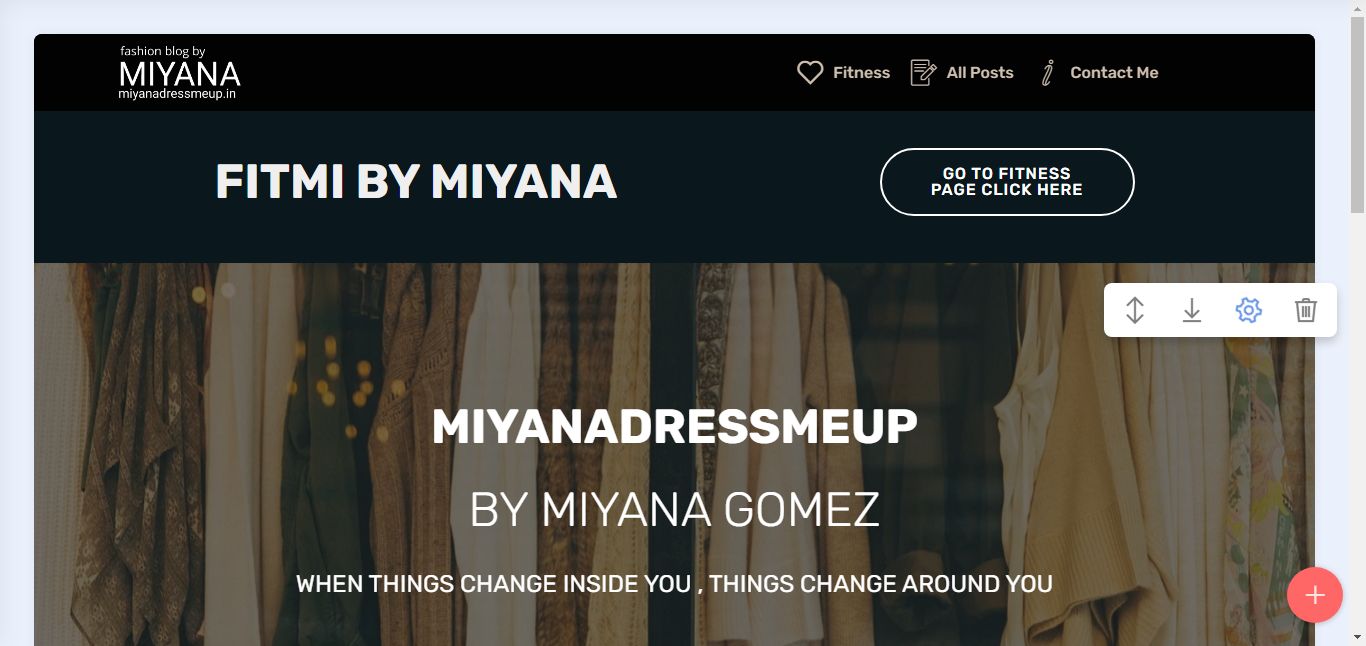 fashion blog by
MIYANA
miyanadressmeup.in
Fitness
All Posts
Contact Me
FITMI BY MIYANA
GO TO FITNESS
PAGE CLICK HERE
MIYANADRESSMEUP
BY MIYANA GOMEZ
WHEN THINGS CHANGE INSIDE YOU , THINGS CHANGE AROUND YOU